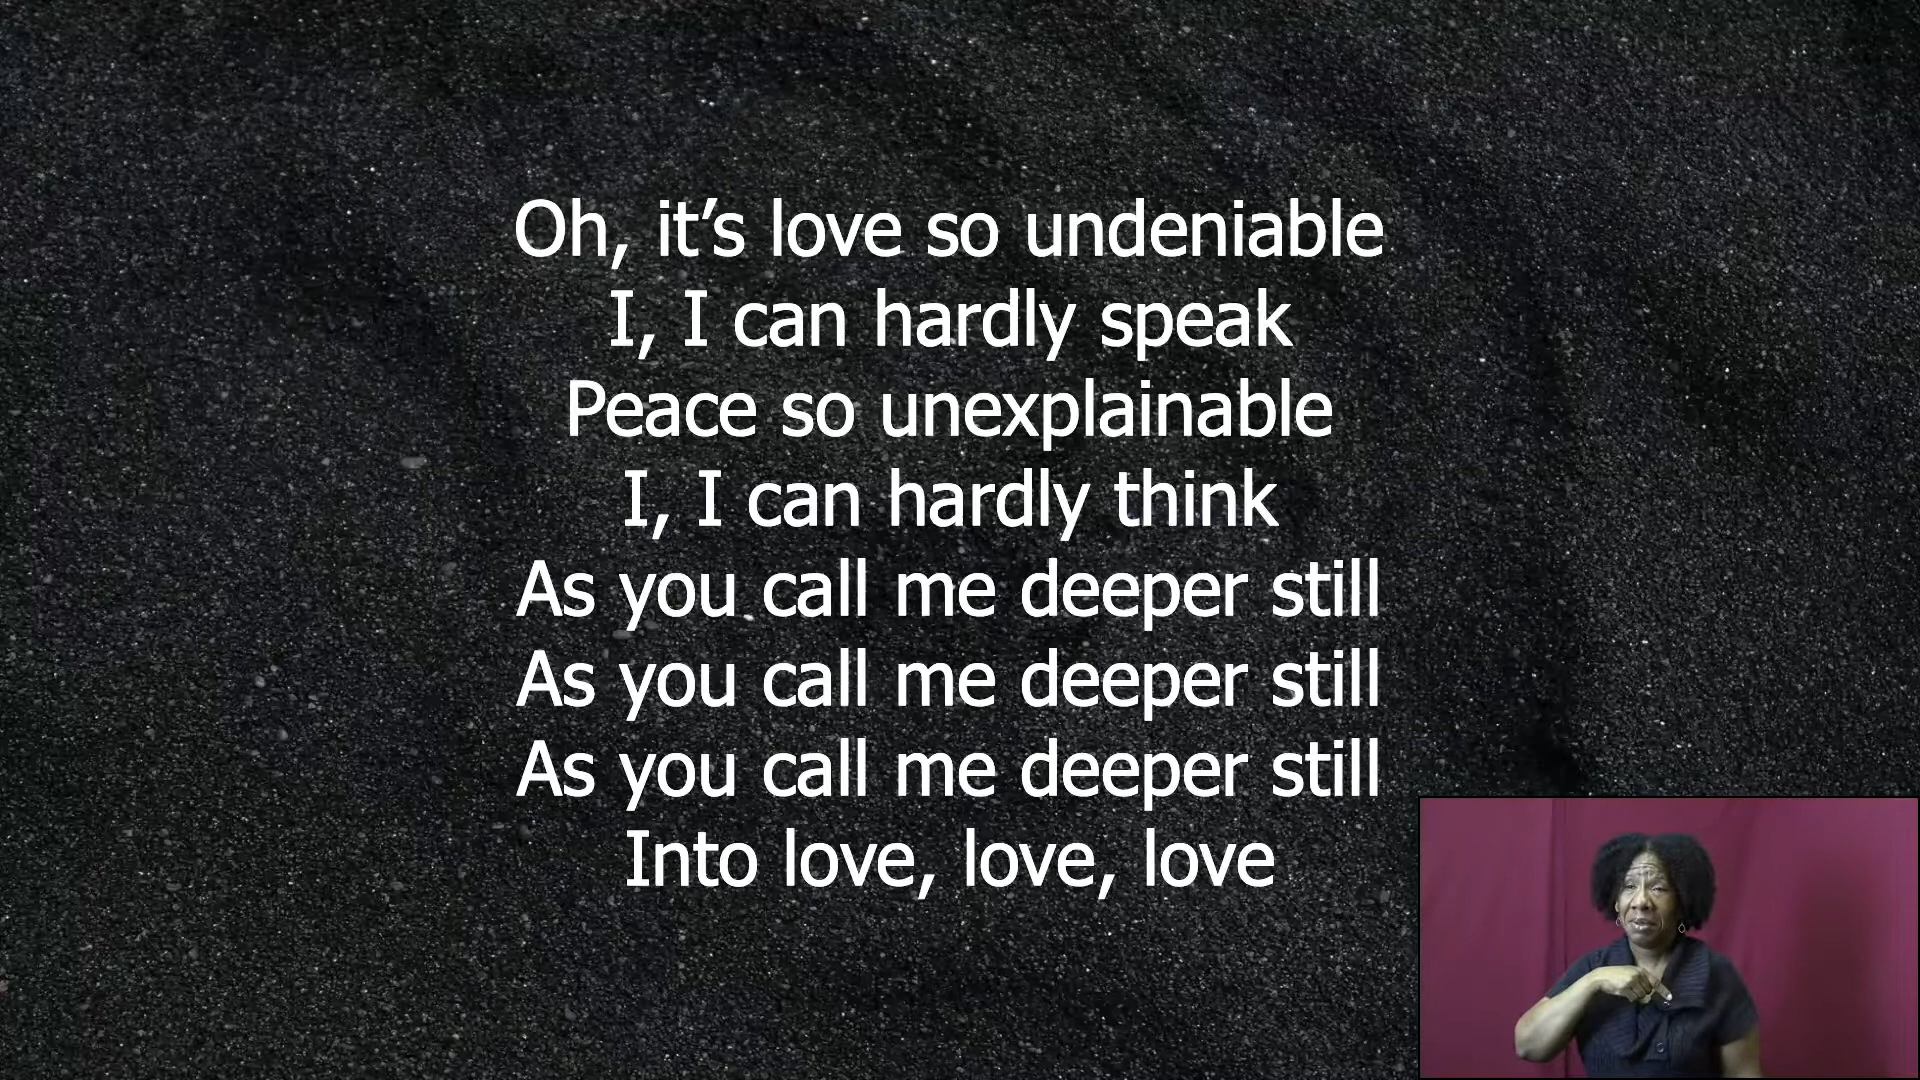 Oh, it’s love so undeniable
I, I can hardly speak
Peace so unexplainable
I, I can hardly think
As you call me deeper still
As you call me deeper still
As you call me deeper still
Into love, love, love